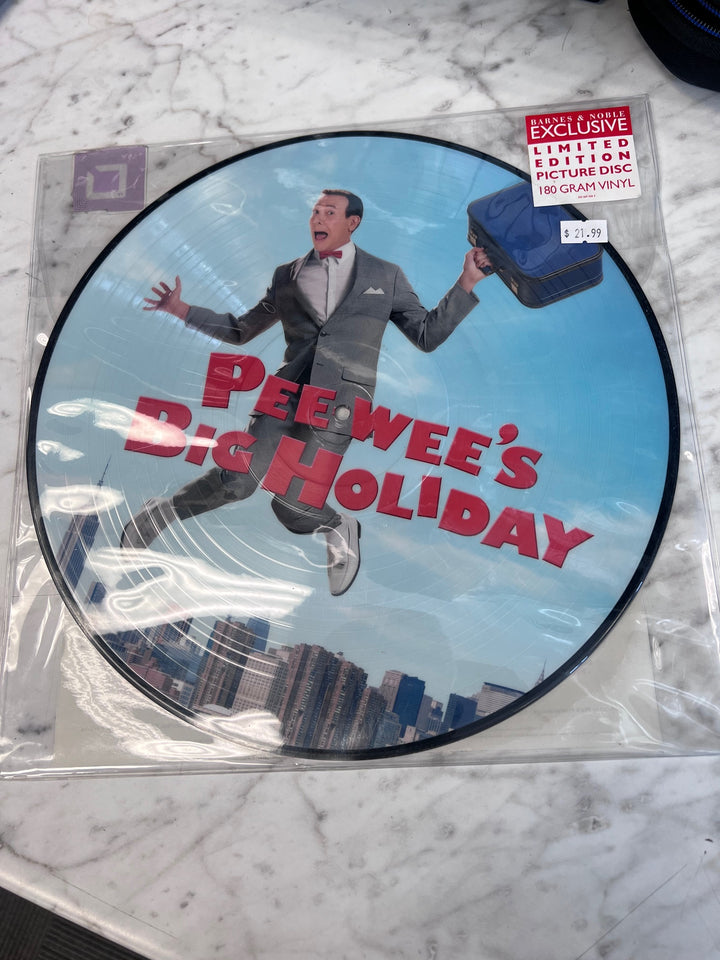 BARNES & NOBLE
EXCLUSIVE
LIMITED
EDITION
PICTURE DISC
180 GRAM VINYL
$ 21.99
PEE-WEE'S
BIG HOLIDAY